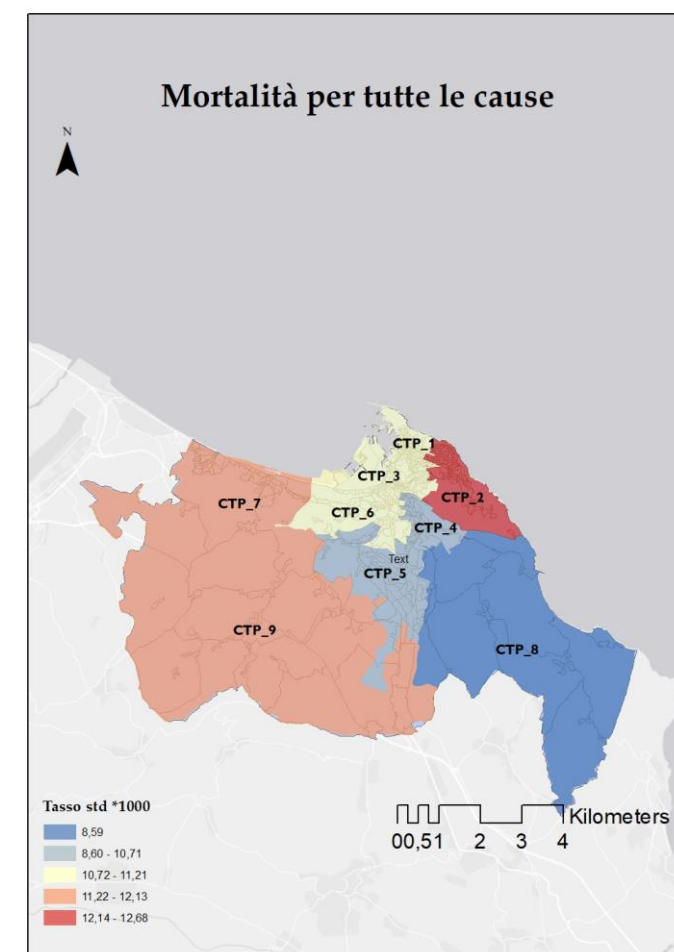 Mortalità per tutte le cause
N
CTP_1
CTP_3
CTP_2
CTP_7
CTP_6
CTP_4
Text
CTP_5
CTP_9
CTP_8
Tasso std *1000
8,59
8,60 - 10,71
10,72 - 11,21
11,22 - 12,13
12,14 - 12,68
Kilometers
00,51 2 3 4